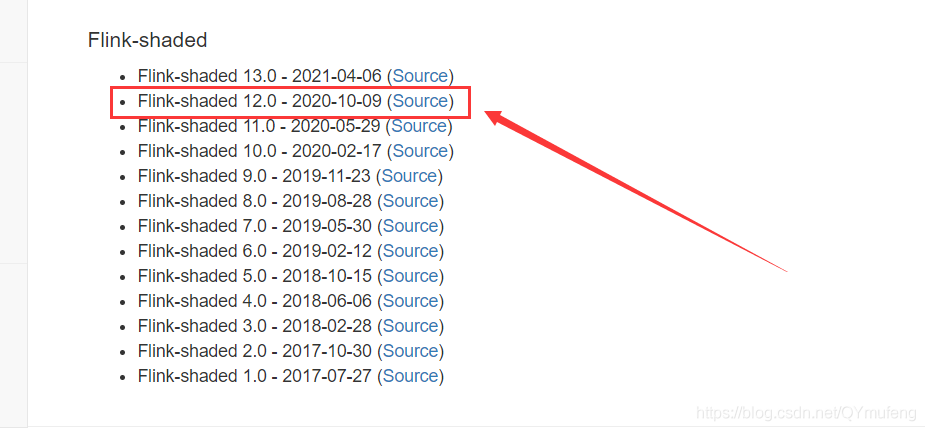 Flink-shaded
Flink-shaded 13.0 - 2021-04-06 (Source)
Flink-shaded 12.0 - 2020-10-09 (Source)
Flink-shaded 11.0 - 2020-05-29 (Source)
Flink-shaded 10.0 - 2020-02-17 (Source)
Flink-shaded 9.0 - 2019-11-23 (Source)
Flink-shaded 8.0 - 2019-08-28 (Source)
Flink-shaded 7.0 - 2019-05-30 (Source)
Flink-shaded 6.0 - 2019-02-12 (Source)
Flink-shaded 5.0 - 2018-10-15 (Source)
Flink-shaded 4.0 - 2018-06-06 (Source)
Flink-shaded 3.0 - 2018-02-28 (Source)
Flink-shaded 2.0 - 2017-10-30 (Source)
Flink-shaded 1.0 - 2017-07-27 (Source)
https://blog.csdn.net/QYmufeng